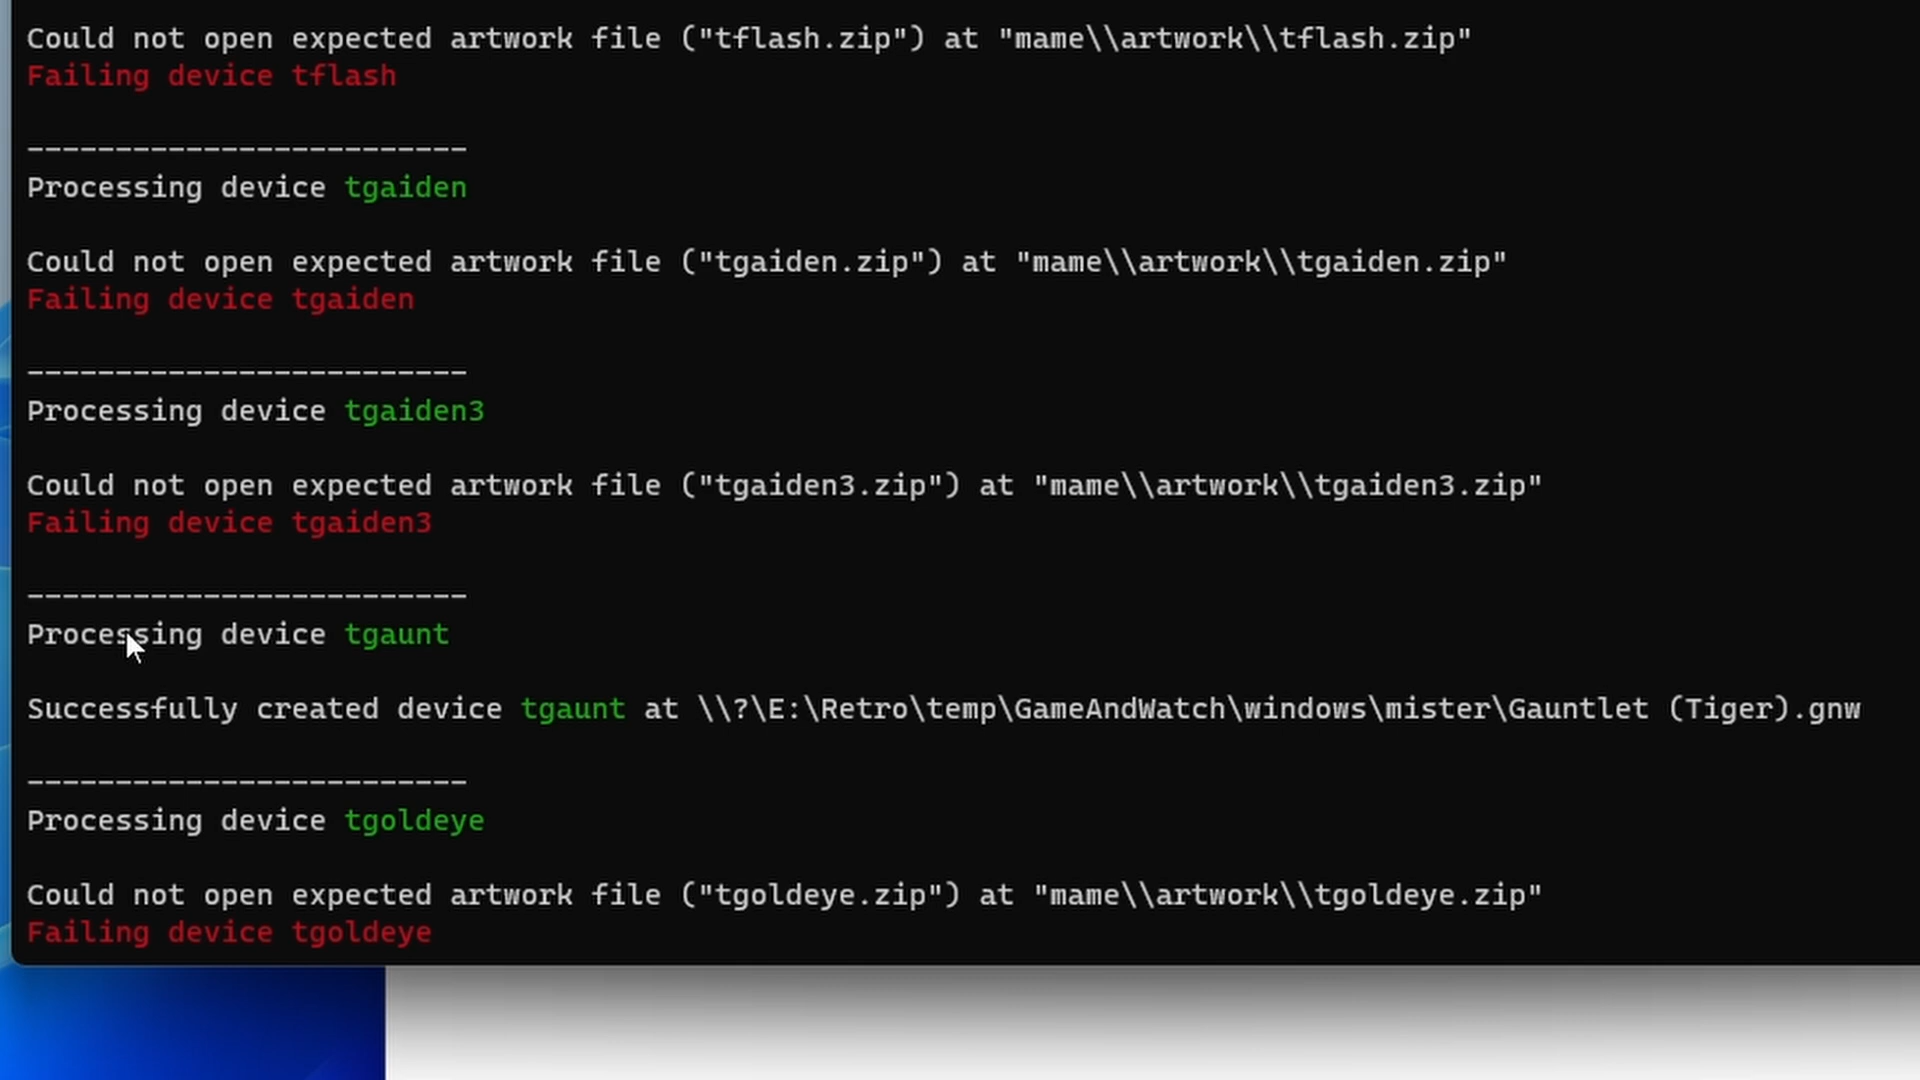 Could not open expected artwork file ("tflash.zip") at "mame\\artwork\\tflash.zip"
Failing device tflash
-------------------------
Processing device tgaiden
Could not open expected artwork file ("tgaiden.zip") at "mame\\artwork\\tgaiden.zip"
Failing device tgaiden
-------------------------
Processing device tgaiden3
Could not open expected artwork file ("tgaiden3.zip") at "mame\\artwork\\tgaiden3.zip"
Failing device tgaiden3
-------------------------
Processing device tgaunt
Successfully created device tgaunt at \\?\E:\Retro\temp\GameAndWatch\windows\mister\Gauntlet (Tiger).gnw
-------------------------
Processing device tgoldeye
Could not open expected artwork file ("tgoldeye.zip") at "mame\\artwork\\tgoldeye.zip"
Failing device tgoldeye